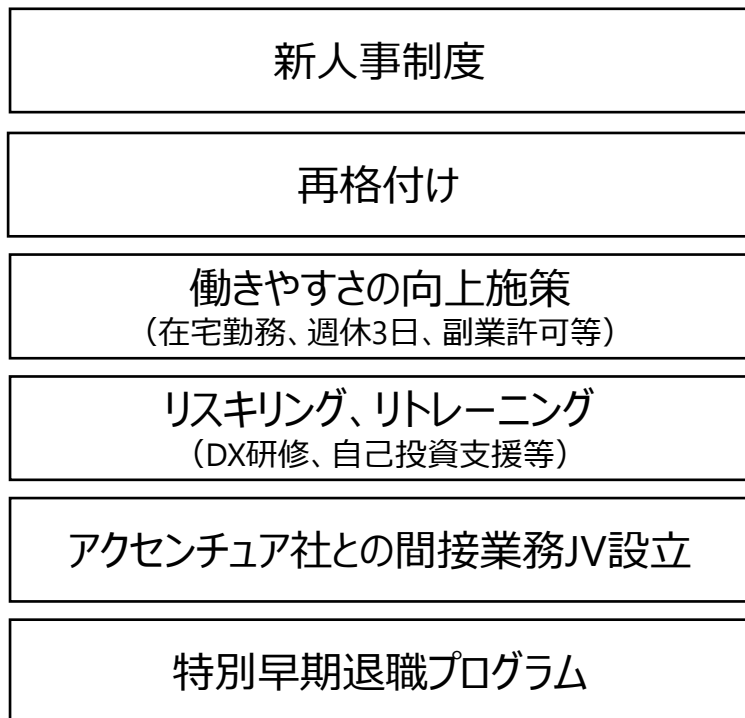 新人事制度
再格付け
働きやすさの向上施策
（在宅勤務、週休3日、副業許可等）
リスキリング、リトレーニング
（DX研修、自己投資支援等）
アクセンチュア社との間接業務JV設立
特別早期退職プログラム